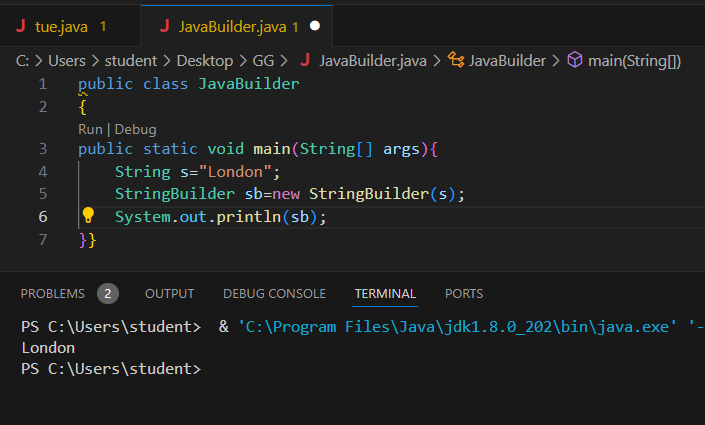 J tue.java 1 J JavaBuilder.java 1
C: > Users > student > Desktop > GG > J JavaBuilder.java > JavaBuilder > main(String[])
1 public class JavaBuilder
2 {
Run | Debug
3 public static void main(String[] args){
4 String s="London";
5 StringBuilder sb=new StringBuilder(s);
6 System.out.println(sb);
7 }}
PROBLEMS 2 OUTPUT DEBUG CONSOLE TERMINAL PORTS
PS C:\Users\student>  & 'C:\Program Files\Java\jdk1.8.0_202\bin\java.exe' '-
London
PS C:\Users\student>